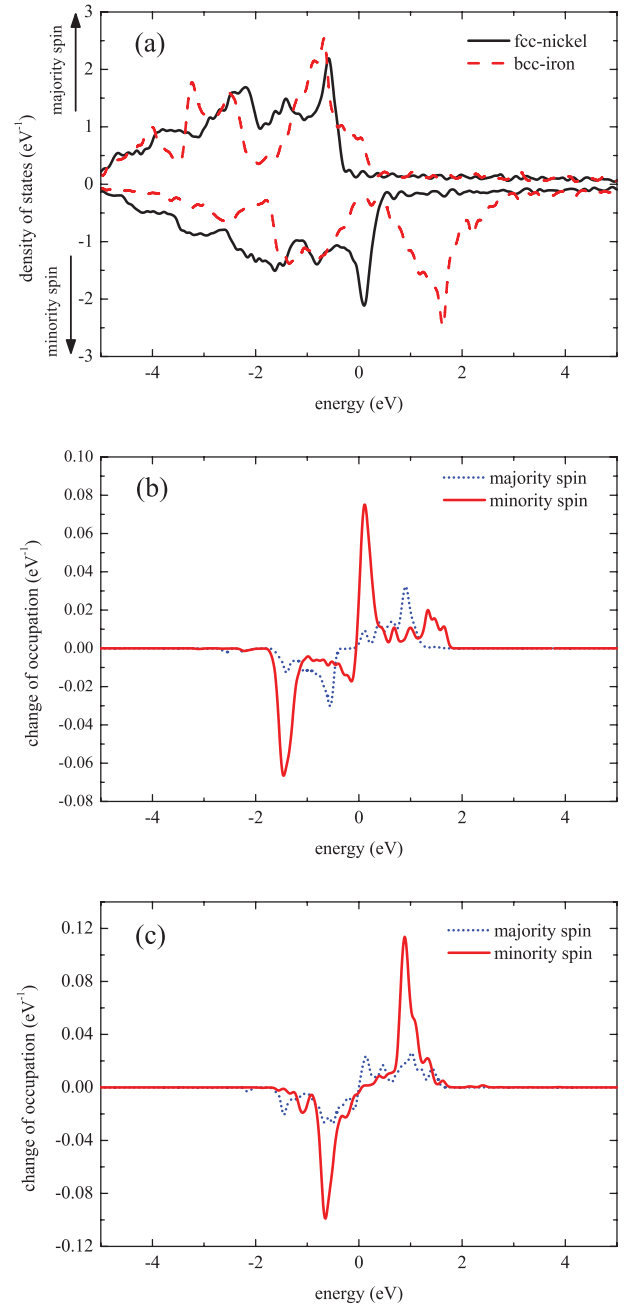 (a)
fcc-nickel
bcc-iron
majority spin
density of states (eV⁻¹)
minority spin
3
2
1
0
-1
-2
-3
-4
-2
0
2
4
energy (eV)
(b)
majority spin
minority spin
change of occupation (eV⁻¹)
0.10
0.08
0.06
0.04
0.02
0.00
-0.02
-0.04
-0.06
0.08
-4
-2
0
2
4
energy (eV)
(c)
majority spin
minority spin
change of occupation (eV⁻¹)
0.12
0.08
0.04
0.00
-0.04
-0.08
-0.12
-4
-2
0
2
4
energy (eV)